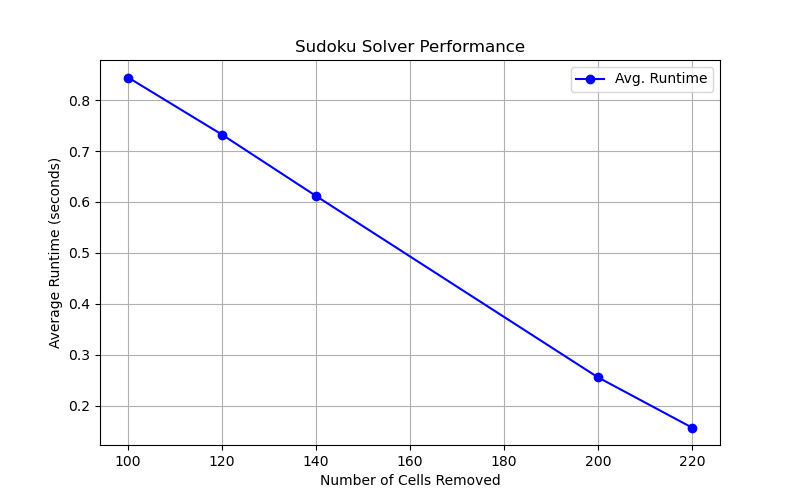 Sudoku Solver Performance
Avg. Runtime
Average Runtime (seconds)
0.8
0.7
0.6
0.5
0.4
0.3
0.2
100 120 140 160 180 200 220
Number of Cells Removed